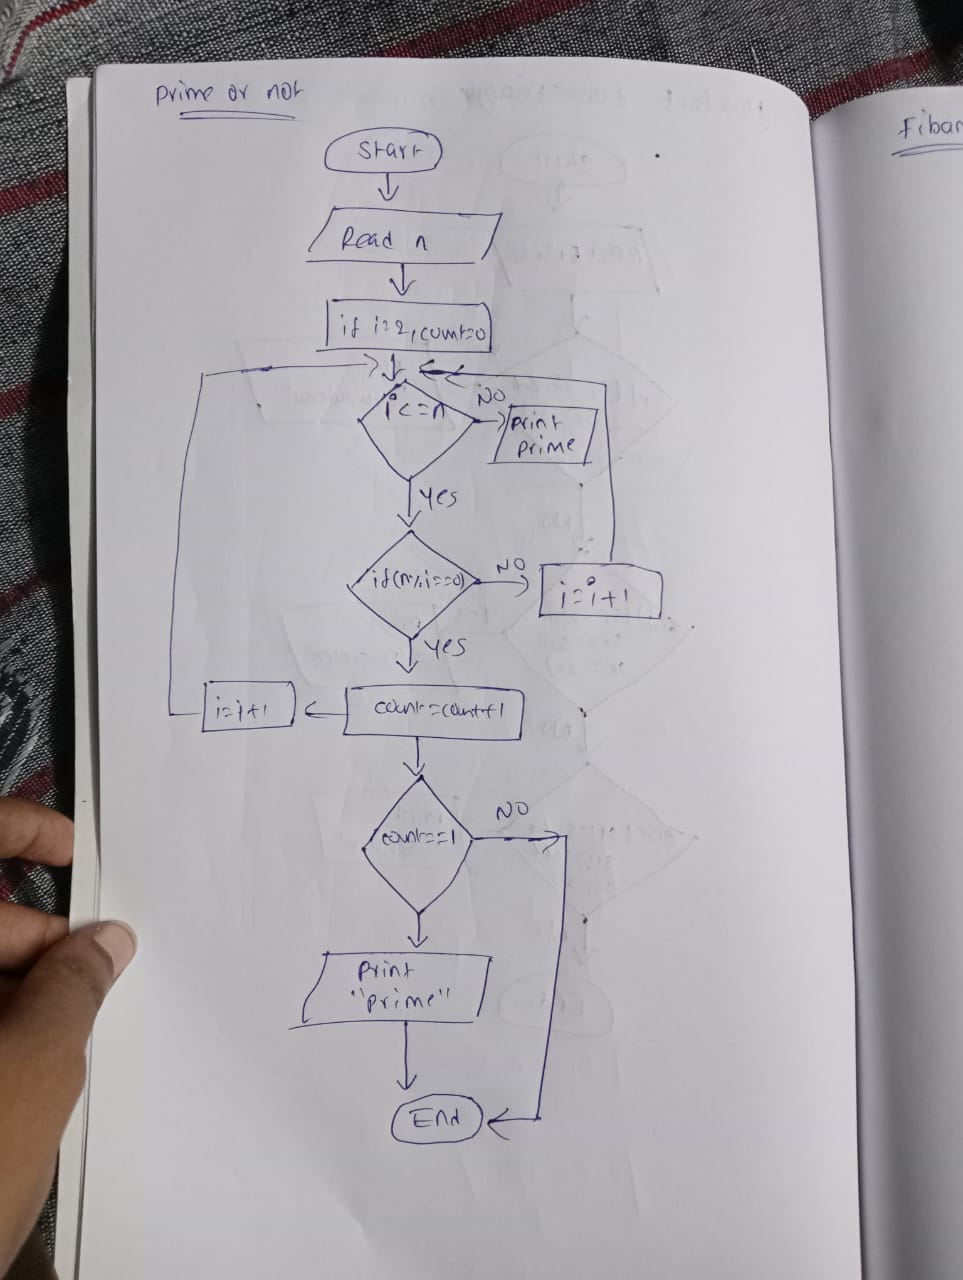 Prime or not
Fibar
Start
Read n
if i=2, count=0
i<=n
NO
print
prime
yes
if(n%i==0)
NO
i=i+1
yes
i=i+1
count=count+1
count==1
NO
print
"prime"
End